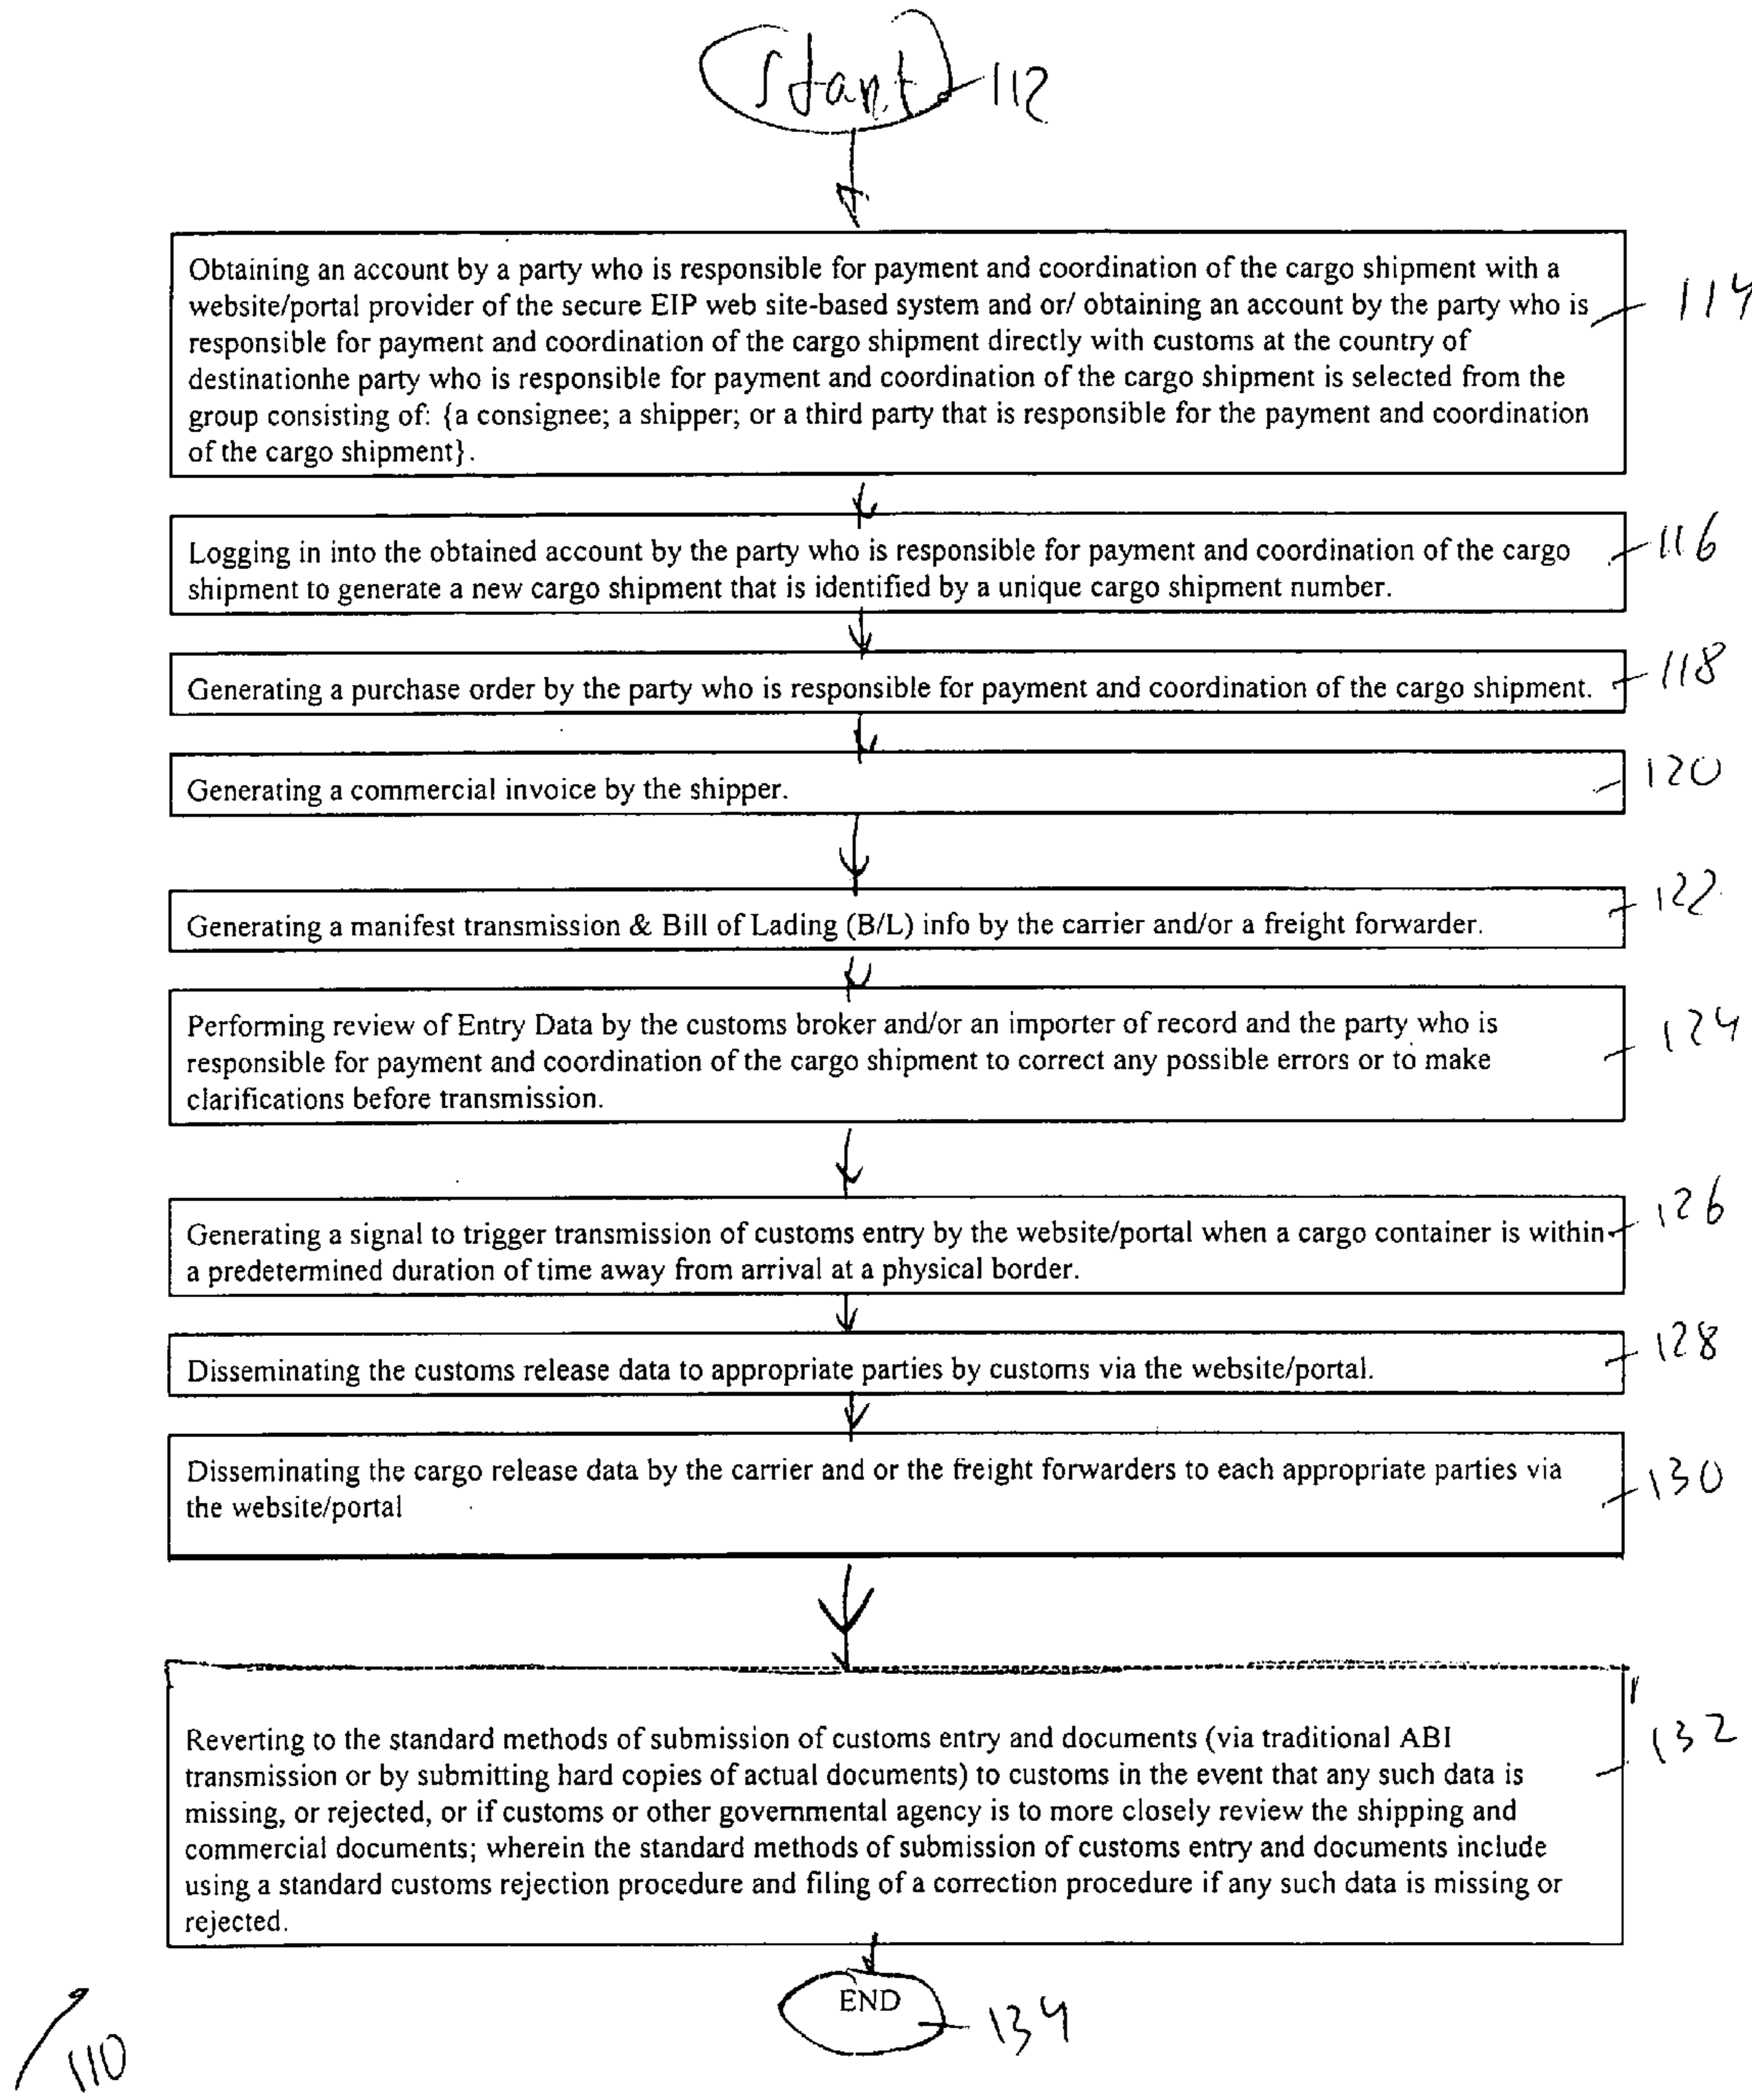 Start 112
Obtaining an account by a party who is responsible for payment and coordination of the cargo shipment with a
website/portal provider of the secure EIP web site-based system and or/ obtaining an account by the party who is
responsible for payment and coordination of the cargo shipment directly with customs at the country of
destinationhe party who is responsible for payment and coordination of the cargo shipment is selected from the
group consisting of: {a consignee; a shipper; or a third party that is responsible for the payment and coordination
of the cargo shipment}.
114
Logging in into the obtained account by the party who is responsible for payment and coordination of the cargo
shipment to generate a new cargo shipment that is identified by a unique cargo shipment number.
116
Generating a purchase order by the party who is responsible for payment and coordination of the cargo shipment.
118
Generating a commercial invoice by the shipper.
120
Generating a manifest transmission & Bill of Lading (B/L) info by the carrier and/or a freight forwarder.
122
Performing review of Entry Data by the customs broker and/or an importer of record and the party who is
responsible for payment and coordination of the cargo shipment to correct any possible errors or to make
clarifications before transmission.
124
Generating a signal to trigger transmission of customs entry by the website/portal when a cargo container is within
a predetermined duration of time away from arrival at a physical border.
126
Disseminating the customs release data to appropriate parties by customs via the website/portal.
128
Disseminating the cargo release data by the carrier and or the freight forwarders to each appropriate parties via
the website/portal
130
Reverting to the standard methods of submission of customs entry and documents (via traditional ABI
transmission or by submitting hard copies of actual documents) to customs in the event that any such data is
missing, or rejected, or if customs or other governmental agency is to more closely review the shipping and
commercial documents; wherein the standard methods of submission of customs entry and documents include
using a standard customs rejection procedure and filing of a correction procedure if any such data is missing or
rejected.
132
END
134
110